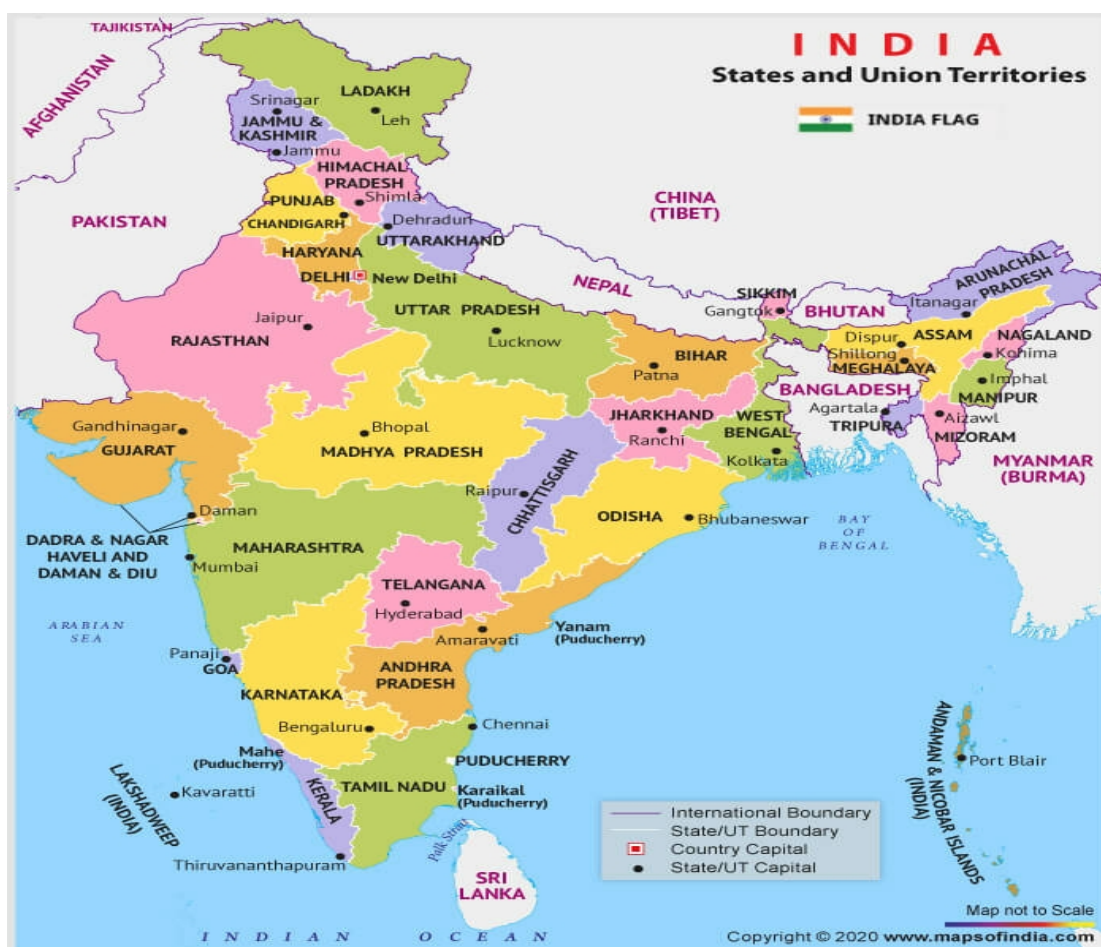 INDIA
States and Union Territories
INDIA FLAG
TAJIKISTAN
AFGHANISTAN
PAKISTAN
CHINA
(TIBET)
NEPAL
BHUTAN
BANGLADESH
MYANMAR
(BURMA)
SRI
LANKA
LADAKH
Leh
Srinagar
JAMMU &
KASHMIR
Jammu
HIMACHAL
PRADESH
Shimla
PUNJAB
CHANDIGARH
Dehradun
UTTARAKHAND
HARYANA
DELHI
New Delhi
RAJASTHAN
Jaipur
UTTAR PRADESH
Lucknow
SIKKIM
Gangtok
ARUNACHAL
PRADESH
Itanagar
ASSAM
Dispur
NAGALAND
Kohima
Shillong
MEGHALAYA
Imphal
MANIPUR
Agartala
TRIPURA
Aizawl
MIZORAM
BIHAR
Patna
JHARKHAND
Ranchi
WEST
BENGAL
Kolkata
Gandhinagar
GUJARAT
Bhopal
MADHYA PRADESH
Raipur
CHHATTISGARH
ODISHA
Bhubaneswar
Daman
DADRA & NAGAR
HAVELI AND
DAMAN & DIU
MAHARASHTRA
Mumbai
TELANGANA
Hyderabad
Amaravati
Yanam
(Puducherry)
ANDHRA
PRADESH
Panaji
GOA
KARNATAKA
Bengaluru
Chennai
Mahe
(Puducherry)
PUDUCHERRY
KERALA
TAMIL NADU
Karaikal
(Puducherry)
Kavaratti
LAKSHADWEEP
(INDIA)
Thiruvananthapuram
Palk Strait
ARABIAN
SEA
BAY
OF
BENGAL
INDIAN OCEAN
ANDAMAN & NICOBAR ISLANDS
(INDIA)
Port Blair
International Boundary
State/UT Boundary
Country Capital
State/UT Capital
Map not to Scale
Copyright © 2020 www.mapsofindia.com